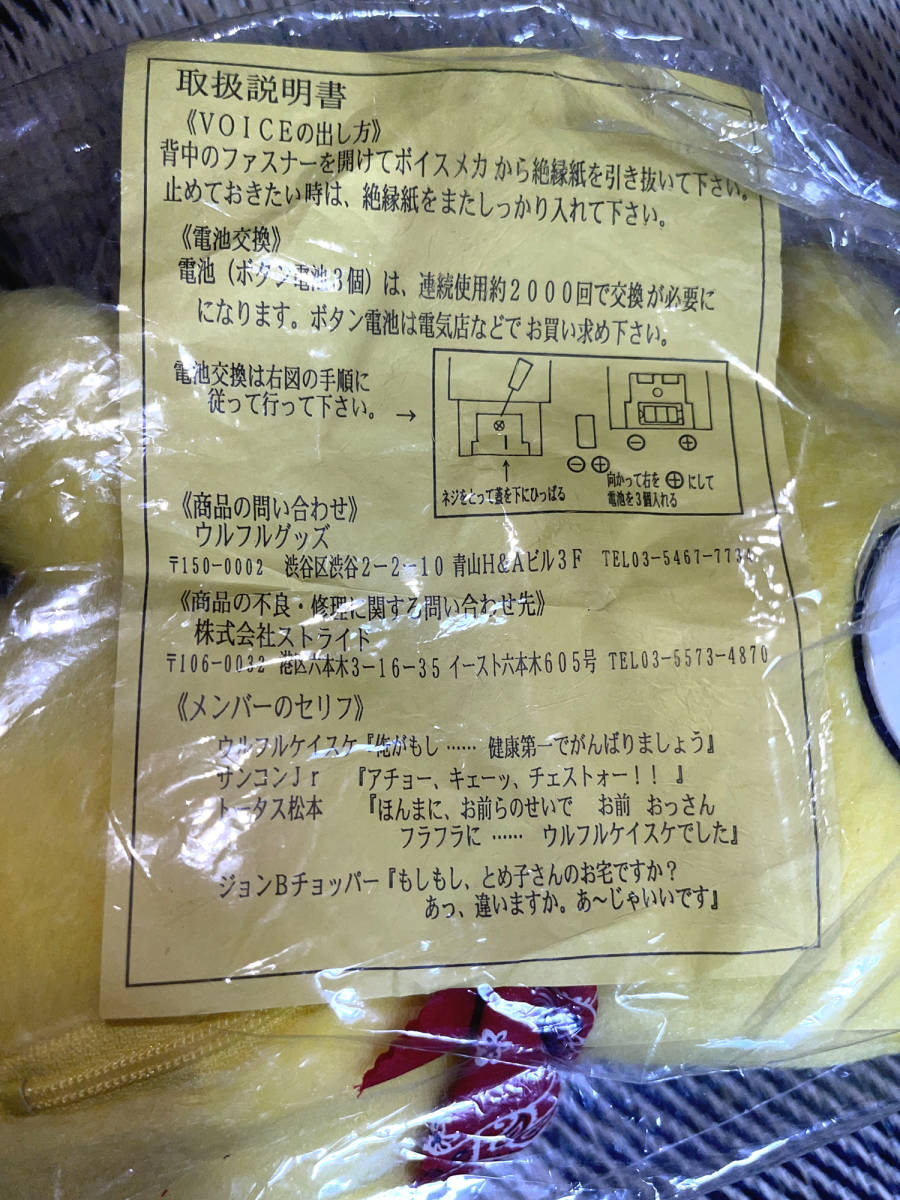 取扱説明書
《VOICEの出し方》
背中のファスナーを開けてボイスメカから絶縁紙を引き抜いて下さい。
止めておきたい時は、絶縁紙をまたしっかり入れて下さい。
《電池交換》
電池(ボタン電池3個)は、連続使用約2000回で交換が必要に
になります。ボタン電池は電気店などでお買い求め下さい。
電池交換は右図の手順に
従って行って下さい。 →
⊖ ⊕
⊖ ⊕
ネジをとって蓋を下にひっぱる
向かって右を⊕にして
電池を3個入れる
《商品の問い合わせ》
ウルフルグッズ
〒150-0002 渋谷区渋谷2-2-10 青山H&Aビル3F TEL03-5467-7734
《商品の不良・修理に関する問い合わせ先》
株式会社ストライト
〒106-0032 港区六本木3-16-35 イースト六本木605号 TEL03-5573-4870
《メンバーのセリフ》
ウルフルケイスケ『俺がもし …… 健康第一でがんばりましょう』
サンコンJr 『アチョー、キェーッ、チェストォー!! 』
トータス松本 『ほんまに、お前らのせいで お前 おっさん
フラフラに …… ウルフルケイスケでした』
ジョンBチョッパー『もしもし、とめ子さんのお宅ですか?
あっ、違いますか。あ~じゃいいです』